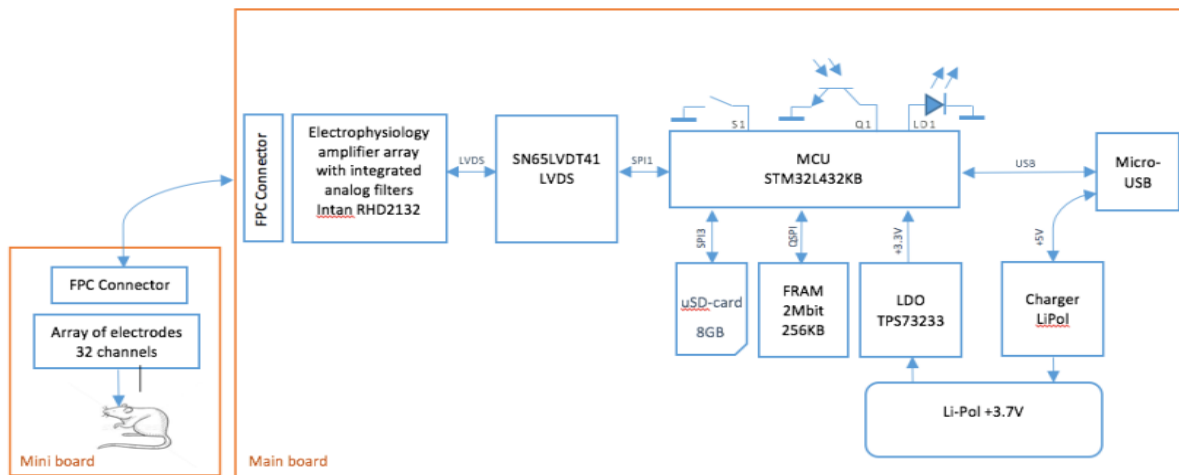 S1
Q1
LD1
FPC Connector
Electrophysiology
amplifier array
with integrated
analog filters
Intan RHD2132
LVDS
SN65LVDT41
LVDS
SPI1
MCU
STM32L432KB
USB
Micro-
USB
SPI3
QSPI
+3.3V
+5V
uSD-card
8GB
FRAM
2Mbit
256KB
LDO
TPS73233
Charger
LiPol
Li-Pol +3.7V
FPC Connector
Array of electrodes
32 channels
Mini board
Main board